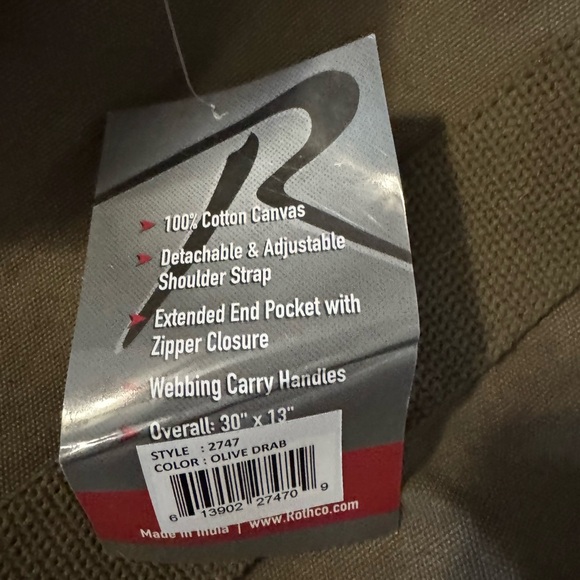 R
100% Cotton Canvas
Detachable & Adjustable
Shoulder Strap
Extended End Pocket with
Zipper Closure
Webbing Carry Handles
Overall: 30" x 13"
STYLE : 2747
COLOR : OLIVE DRAB
6 13902 27470 9
Made in India | www.Rothco.com